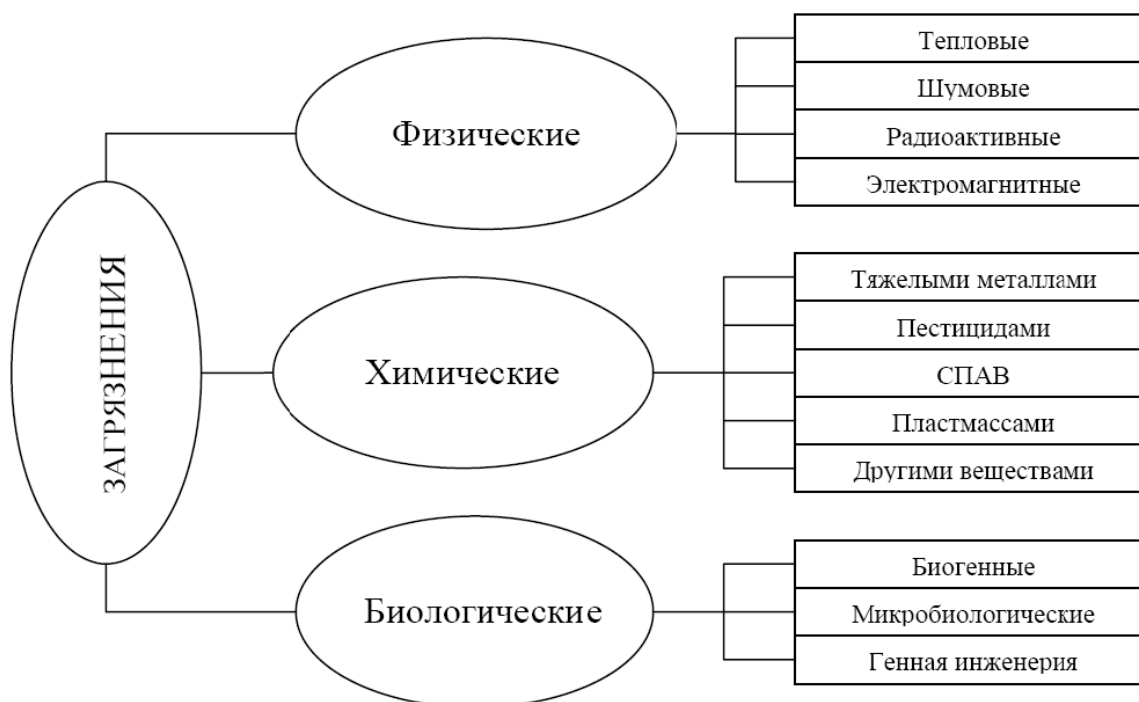 ЗАГРЯЗНЕНИЯ
Физические
Тепловые
Шумовые
Радиоактивные
Электромагнитные
Химические
Тяжелыми металлами
Пестицидами
СПАВ
Пластмассами
Другими веществами
Биологические
Биогенные
Микробиологические
Генная инженерия